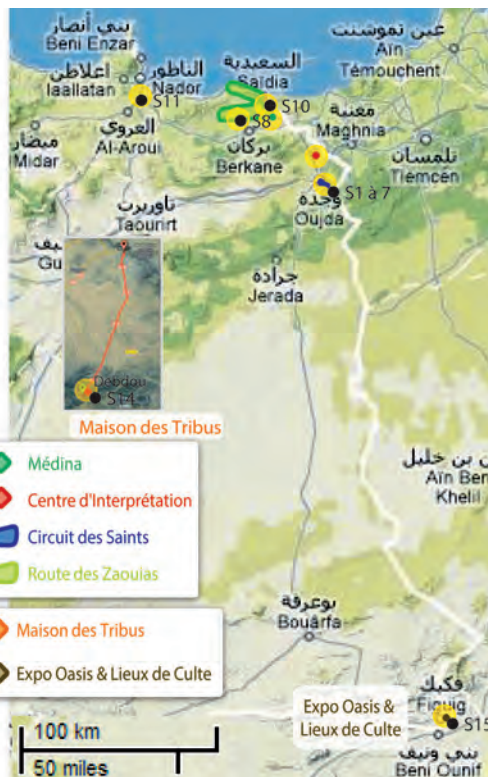 بني أنصار
Beni Enzar
السعيدية
Saïdia
عين تموشنت
Aïn
Témouchent
اعلاطن
Iaallatan
الناظور
Nador
S11
S10
S8
مغنية
Maghnia
ميضار
Midar
العروي
Al-Aroui
بركان
Berkane
تلمسان
Tlemcen
S1 à 7
وجدة
Oujda
تاوريرت
Taourirt
يف
Gu
جرادة
Jerada
Debdou
S14
Maison des Tribus
Médina
Centre d'Interprétation
Circuit des Saints
Route des Zaouias
Maison des Tribus
Expo Oasis & Lieux de Culte
ن بن خليل
Aïn Ben
Khelil
بوعرفة
Bouârfa
فكيك
Figuig
Expo Oasis &
Lieux de Culte
S15
بني ونيف
Beni Ounif
100 km
50 miles